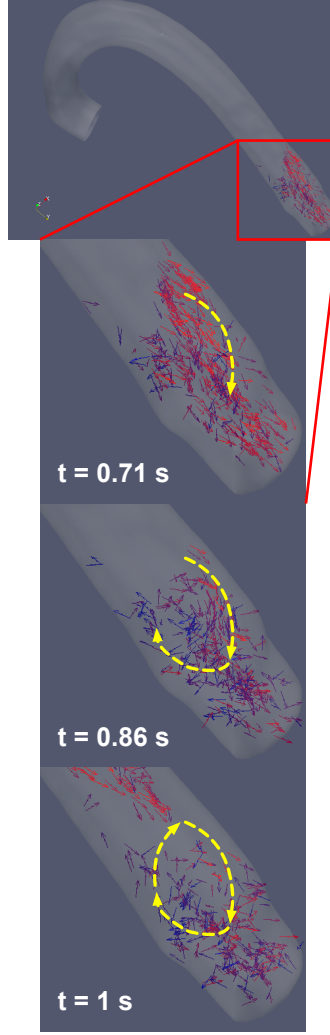 t = 0.71 s
t = 0.86 s
t = 1 s